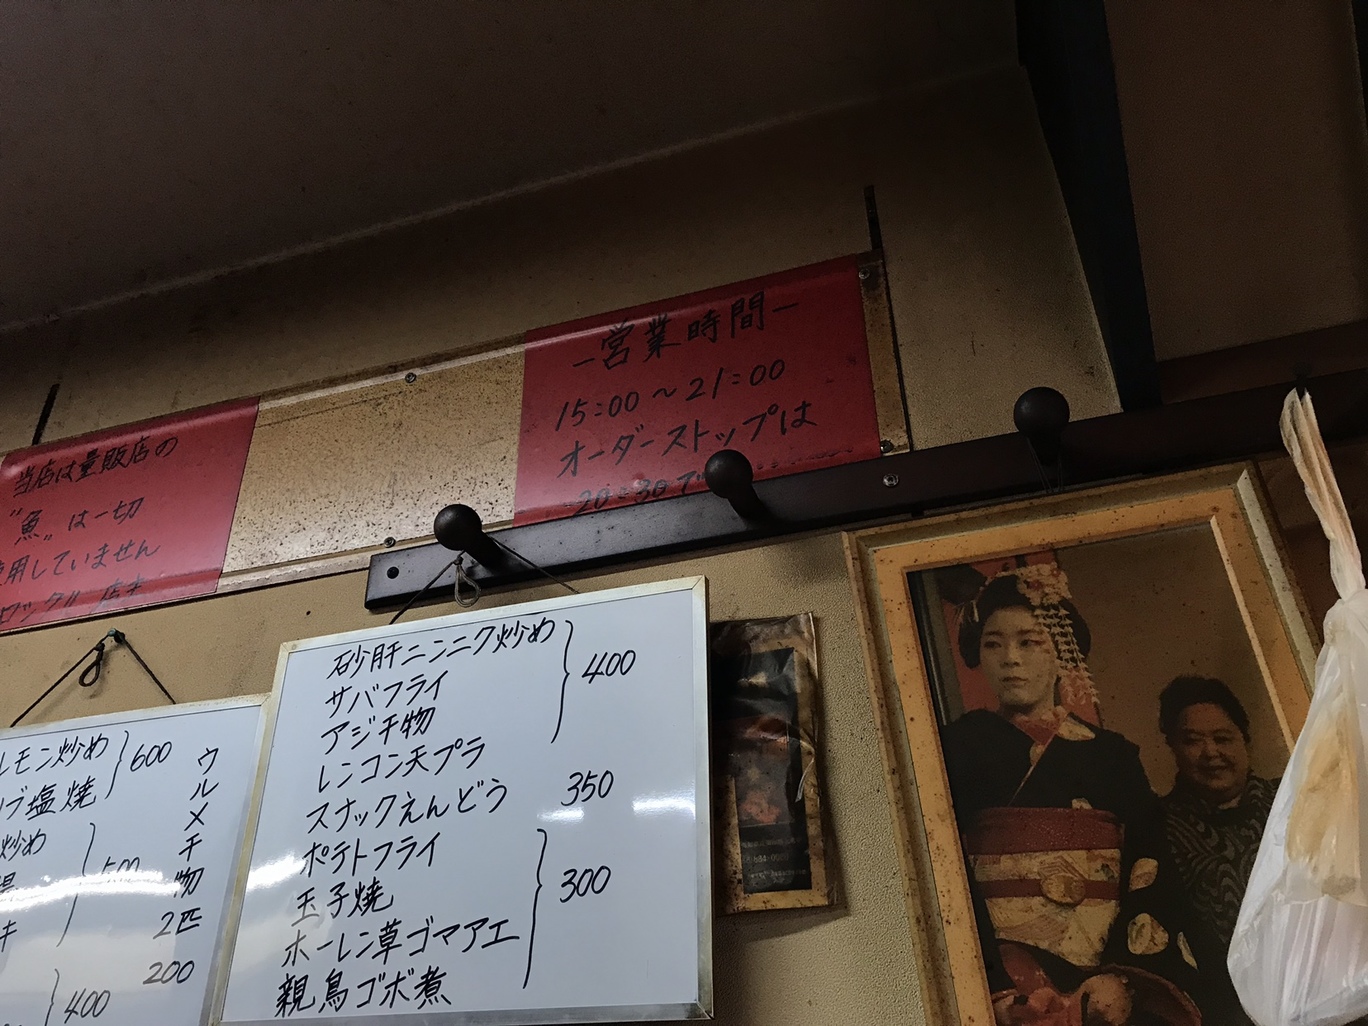 当店は量販店の
"魚"は一切
使用していません
ー営業時間ー
15:00〜21:00
オーダーストップは
20:30で
レモン炒め
塩焼
600
炒め
500
400
ウルメ干物
2匹
200
砂肝ニンニク炒め
サバフライ
アジ干物
レンコン天プラ
400
スナックえんどう
350
ポテトフライ
玉子焼
ホーレン草ゴマアエ
親鳥ゴボ煮
300